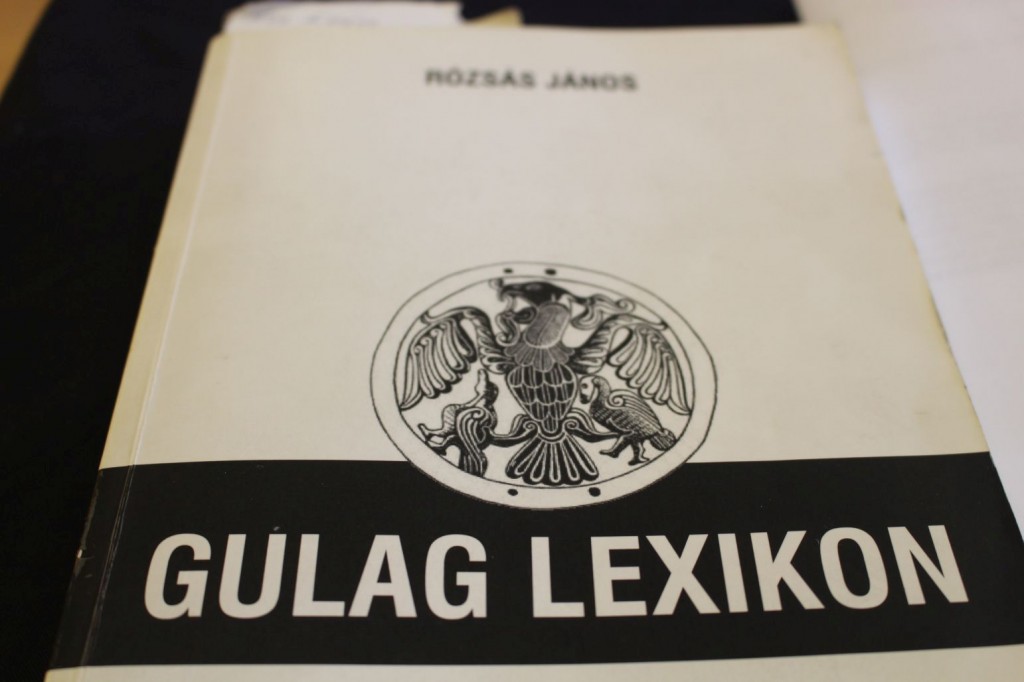 RÓZSÁS JÁNOS
GULAG LEXIKON